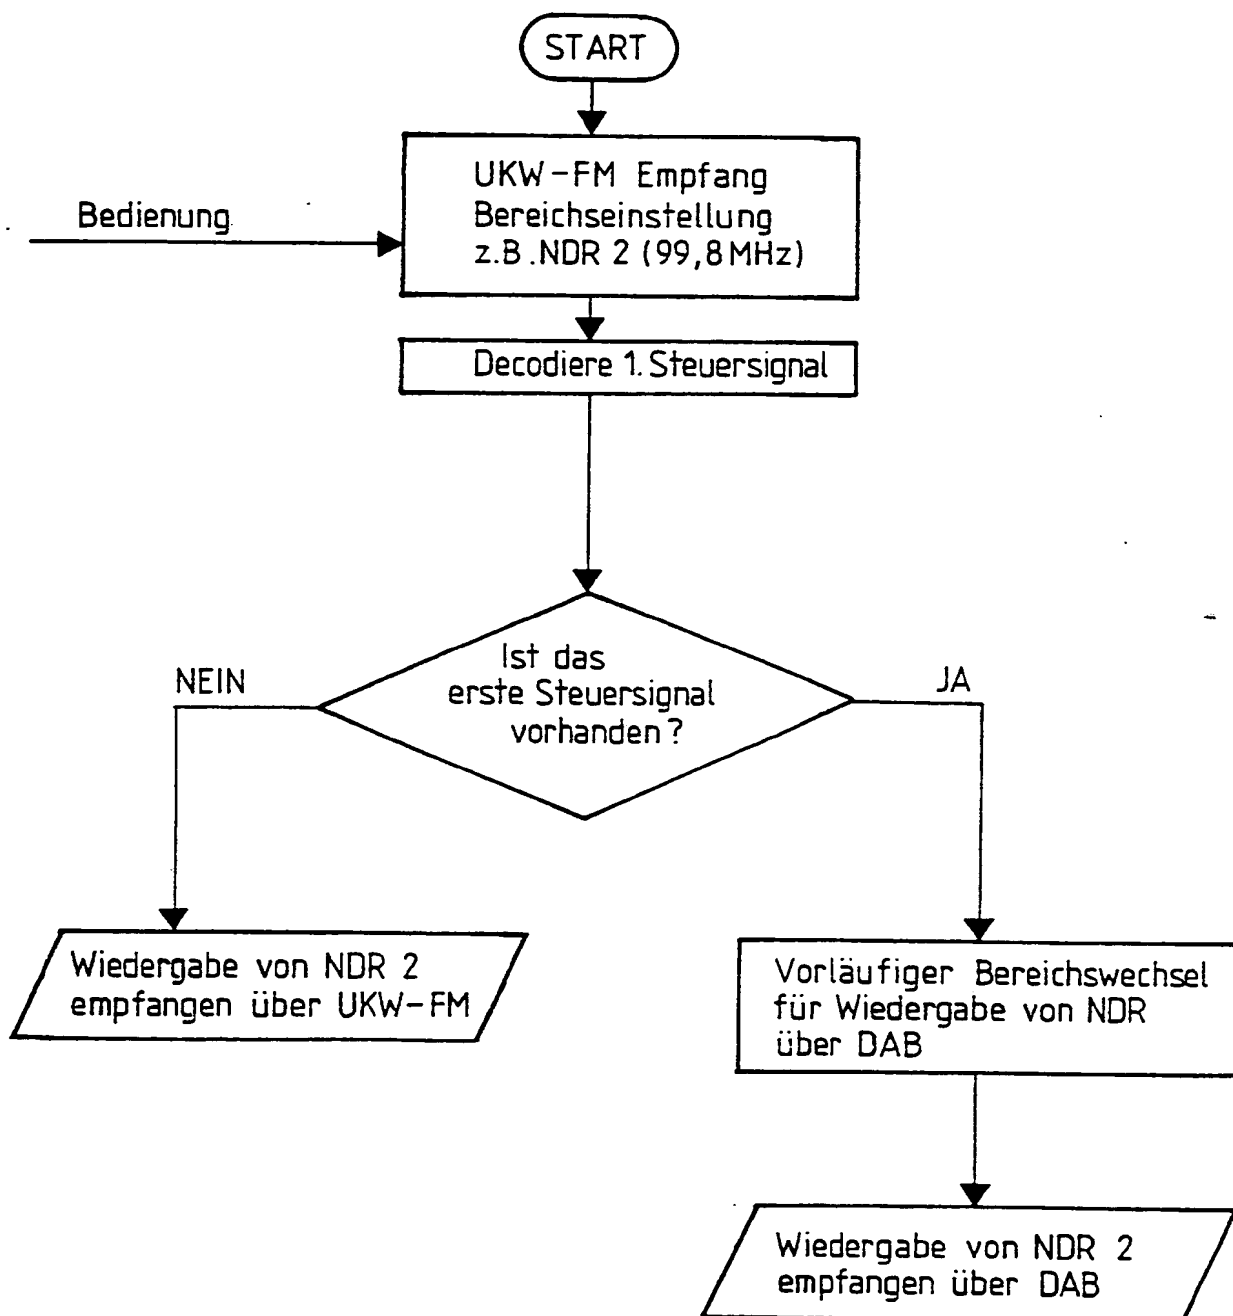 START
UKW-FM Empfang
Bereichseinstellung
z.B.NDR 2 (99,8MHz)
Bedienung
Decodiere 1. Steuersignal
Ist das
erste Steuersignal
vorhanden?
NEIN
JA
Wiedergabe von NDR 2
empfangen über UKW-FM
Vorläufiger Bereichswechsel
für Wiedergabe von NDR
über DAB
Wiedergabe von NDR 2
empfangen über DAB